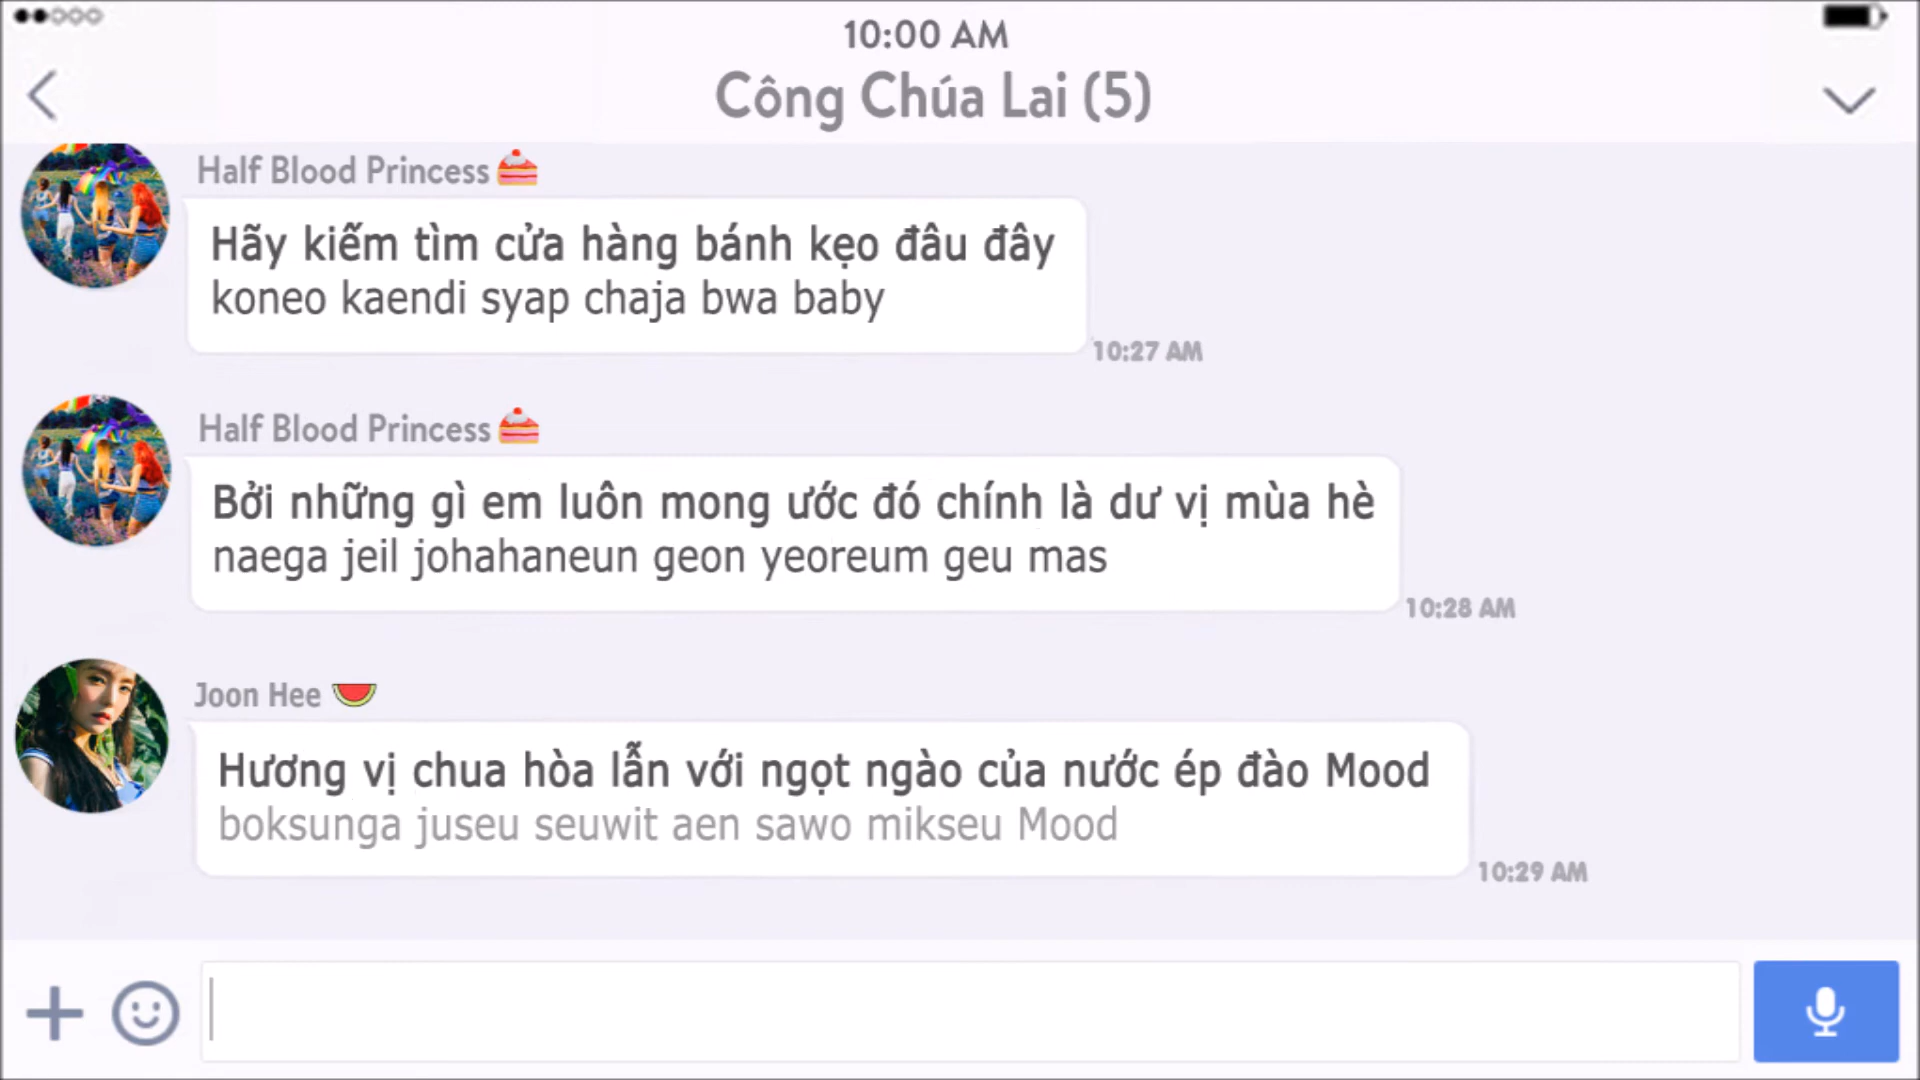 10:00 AM
Công Chúa Lai (5)
Half Blood Princess🍰
Hãy kiếm tìm cửa hàng bánh kẹo đâu đây
koneo kaendi syap chaja bwa baby
10:27 AM
Half Blood Princess🍰
Bởi những gì em luôn mong ước đó chính là dư vị mùa hè
naega jeil johahaneun geon yeoreum geu mas
10:28 AM
Joon Hee 🍉
Hương vị chua hòa lẫn với ngọt ngào của nước ép đào Mood
boksunga juseu seuwit aen sawo mikseu Mood
10:29 AM